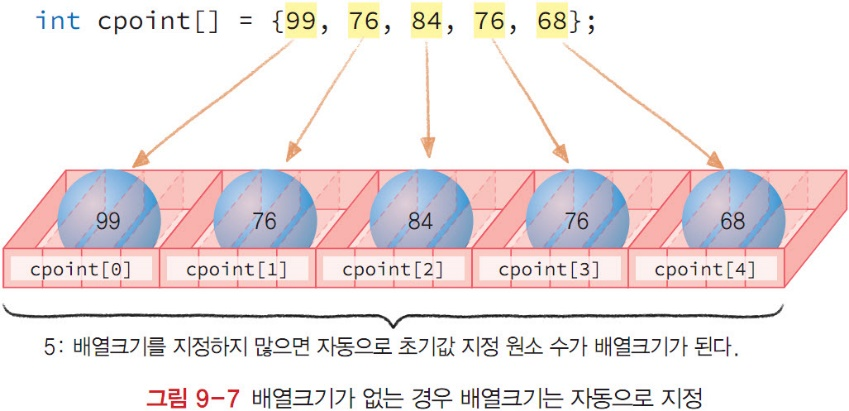 int cpoint[] = {99, 76, 84, 76, 68};
99 76 84 76 68
cpoint[0] cpoint[1] cpoint[2] cpoint[3] cpoint[4]
5: 배열크기를 지정하지 많으면 자동으로 초기값 지정 원소 수가 배열크기가 된다.
그림 9-7 배열크기가 없는 경우 배열크기는 자동으로 지정